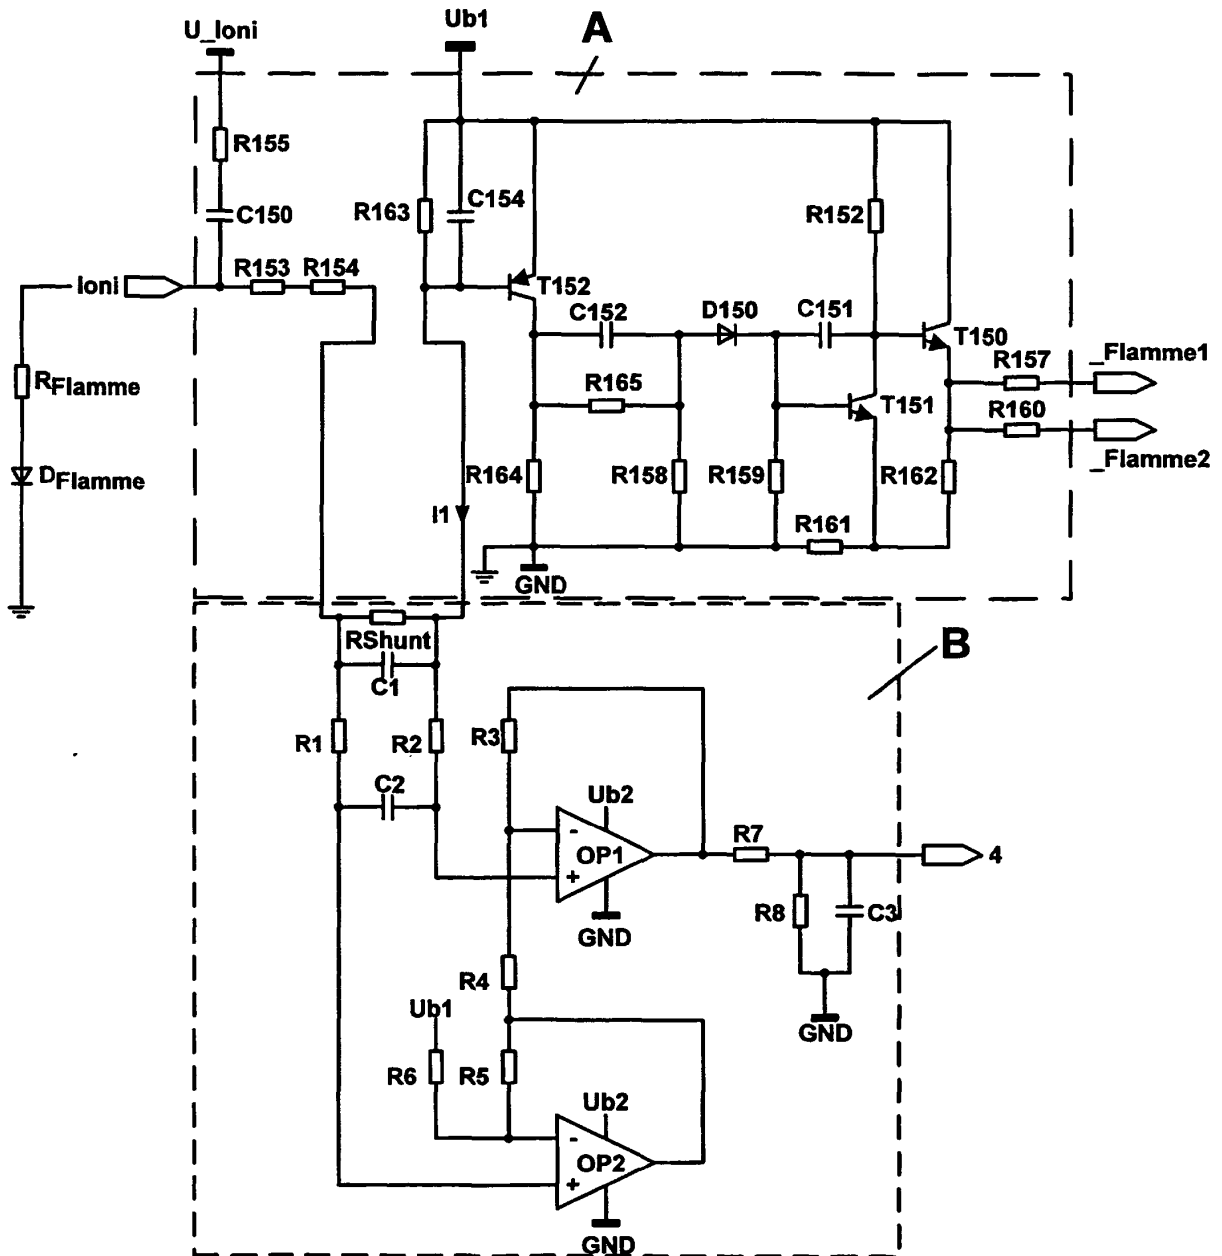 U_Ioni
Ub1
A
R155
C150
R163
C154
R152
Ioni
R153
R154
T152
C152
D150
C151
T150
R157
_Flamme1
RFlamme
R165
T151
R160
_Flamme2
DFlamme
R164
R158
R159
R162
I1
R161
GND
RShunt
C1
B
R1
R2
R3
C2
Ub2
-
OP1
+
R7
4
R8
C3
GND
R4
Ub1
GND
R6
R5
Ub2
-
OP2
+
GND